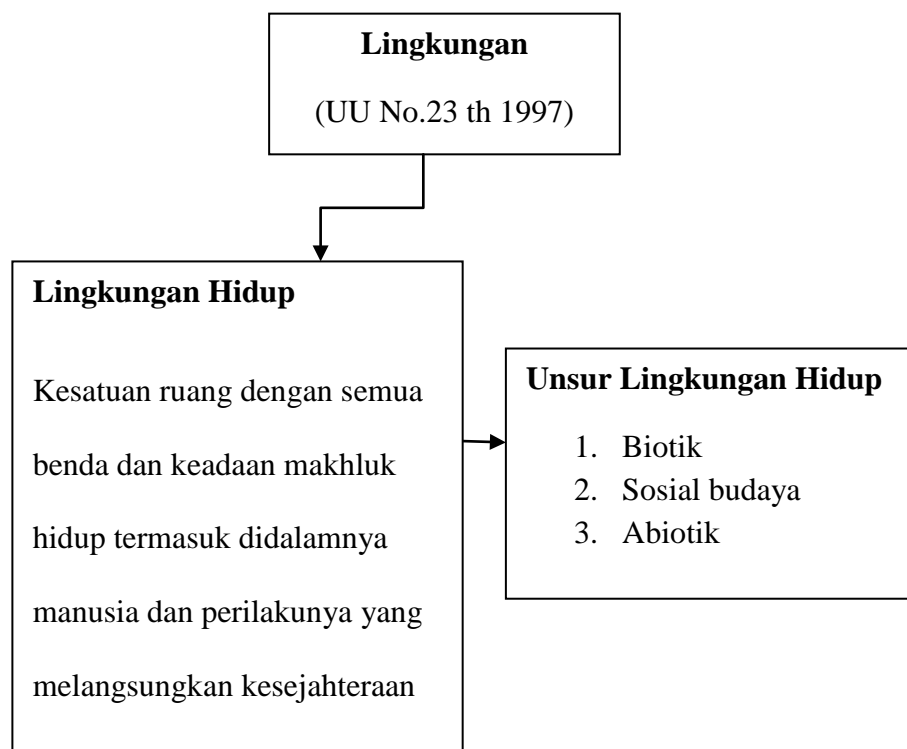 Lingkungan
(UU No.23 th 1997)
Lingkungan Hidup
Kesatuan ruang dengan semua
benda dan keadaan makhluk
hidup termasuk didalamnya
manusia dan perilakunya yang
melangsungkan kesejahteraan
Unsur Lingkungan Hidup
1. Biotik
2. Sosial budaya
3. Abiotik